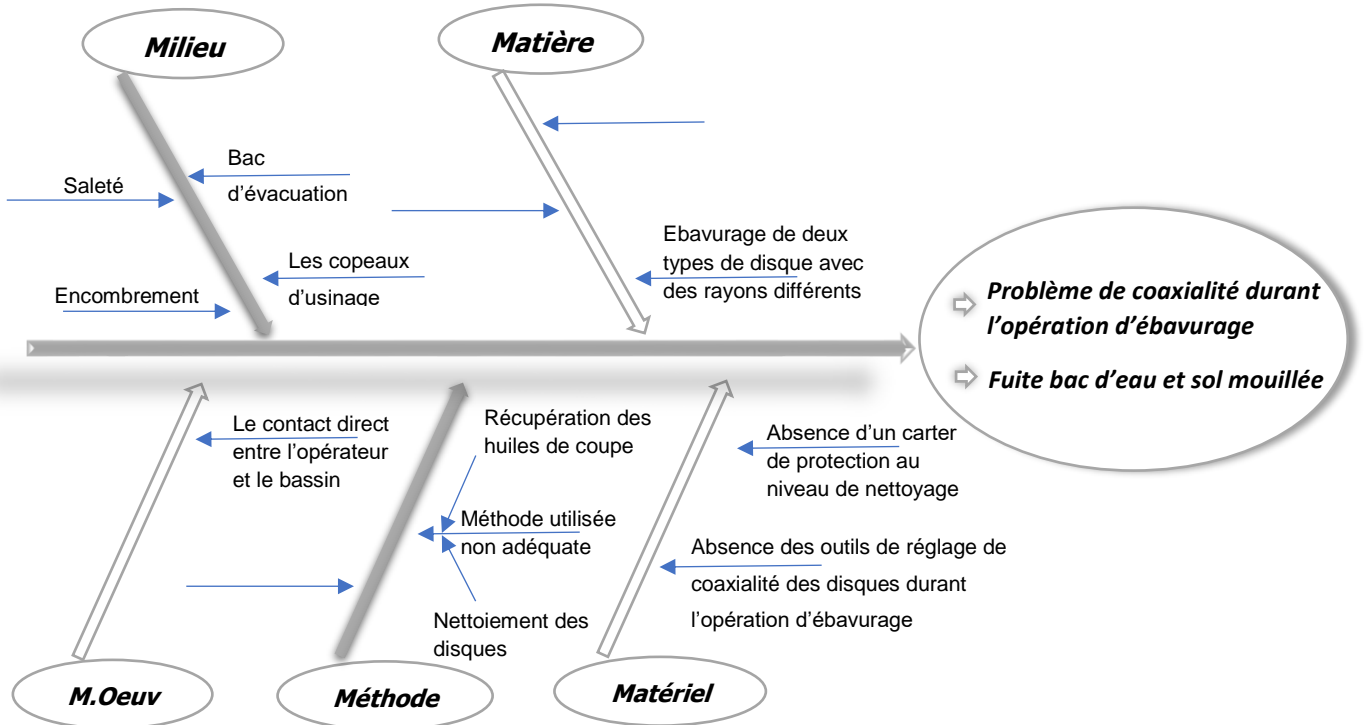 Milieu
Matière
Bac
d'évacuation
Saleté
Les copeaux
d'usinage
Encombrement
Ebavurage de deux
types de disque avec
des rayons différents
Problème de coaxialité durant
l'opération d'ébavurage
Fuite bac d'eau et sol mouillée
Le contact direct
entre l'opérateur
et le bassin
Récupération des
huiles de coupe
Méthode utilisée
non adéquate
Nettoiement des
disques
Absence d'un carter
de protection au
niveau de nettoyage
Absence des outils de réglage de
coaxialité des disques durant
l'opération d'ébavurage
M.Oeuv
Méthode
Matériel